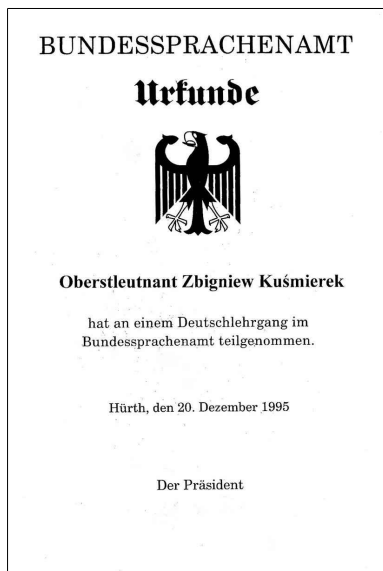 BUNDESSPRACHENAMT
Urkunde
Oberstleutnant Zbigniew Kuśmierek
hat an einem Deutschlehrgang im
Bundessprachenamt teilgenommen.
Hürth, den 20. Dezember 1995
Der Präsident